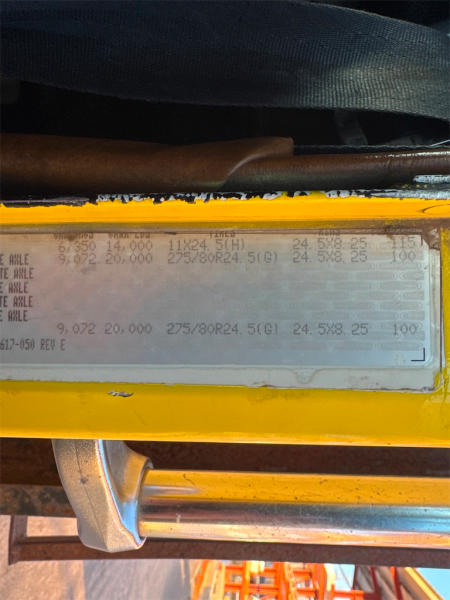 6,350 14,000 11X24.5(H) 24.5X8.25 115
E AXLE 9,072 20,000 275/80R24.5(G) 24.5X8.25 100
TE AXLE
E AXLE
TE AXLE
E AXLE
9,072 20,000 275/80R24.5(G) 24.5X8.25 100
617-050 REV E